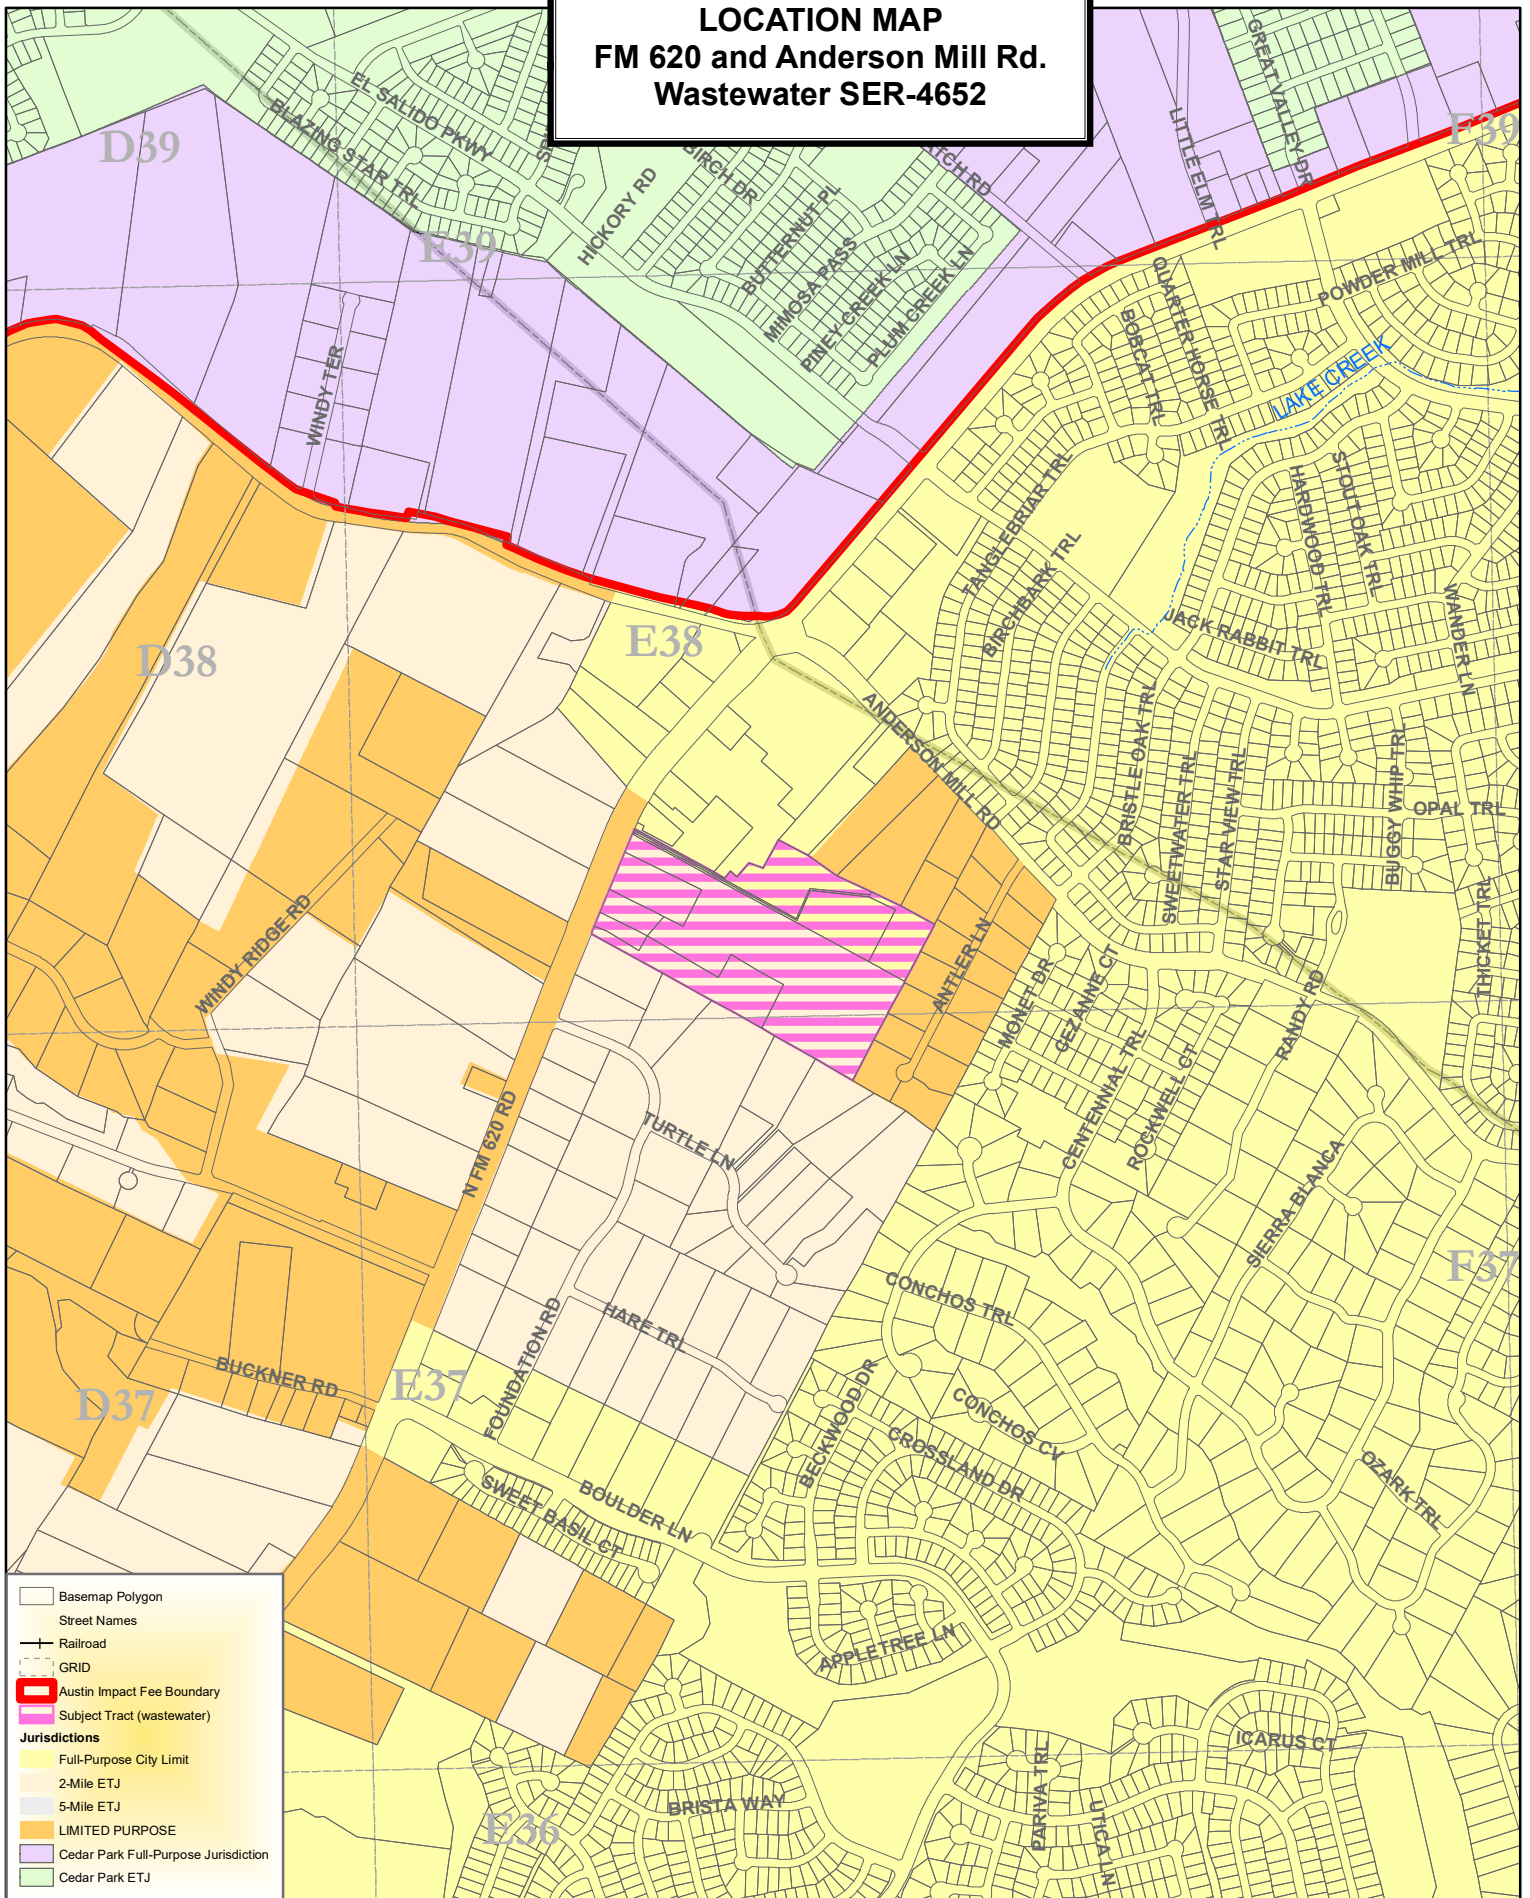 LOCATION MAP
FM 620 and Anderson Mill Rd.
Wastewater SER-4652
D39
E39
F39
D38
E38
D37
E37
F37
E36
EL SALIDO PKWY
BLAZING STAR TRL
HICKORY RD
BIRCH DR
BUTTERNUT PL
MIMOSA PASS
PINEY CREEK LN
PLUM CREEK LN
LITTLE ELM TRL
GREAT VALLEY DR
WINDY TER
QUARTER HORSE TRL
BOBCAT TRL
POWDER MILL TRL
LAKE CREEK
TANGLEBRIAR TRL
BIRCHBARK TRL
HARDWOOD TRL
STOUT OAK TRL
WANDER LN
JACK RABBIT TRL
ANDERSON MILL RD
BRISTLE OAK TRL
SWEETWATER TRL
STAR VIEW TRL
BUGGY WHIP TRL
OPAL TRL
THICKET TRL
WINDY RIDGE RD
ANTLER LN
MONET DR
CEZANNE CT
CENTENNIAL TRL
ROCKWELL CT
RANDY RD
SIERRA BLANCA
N FM 620 RD
TURTLE LN
HARE TRL
FOUNDATION RD
BUCKNER RD
CONCHOS TRL
CONCHOS CV
BECKWOOD DR
CROSSLAND DR
OZARK TRL
SWEET BASIL CT
BOULDER LN
APPLETREE LN
ICARUS CT
BRISTA WAY
PARIVA TRL
UTICA LN
Basemap Polygon
Street Names
Railroad
GRID
Austin Impact Fee Boundary
Subject Tract (wastewater)
Jurisdictions
Full-Purpose City Limit
2-Mile ETJ
5-Mile ETJ
LIMITED PURPOSE
Cedar Park Full-Purpose Jurisdiction
Cedar Park ETJ